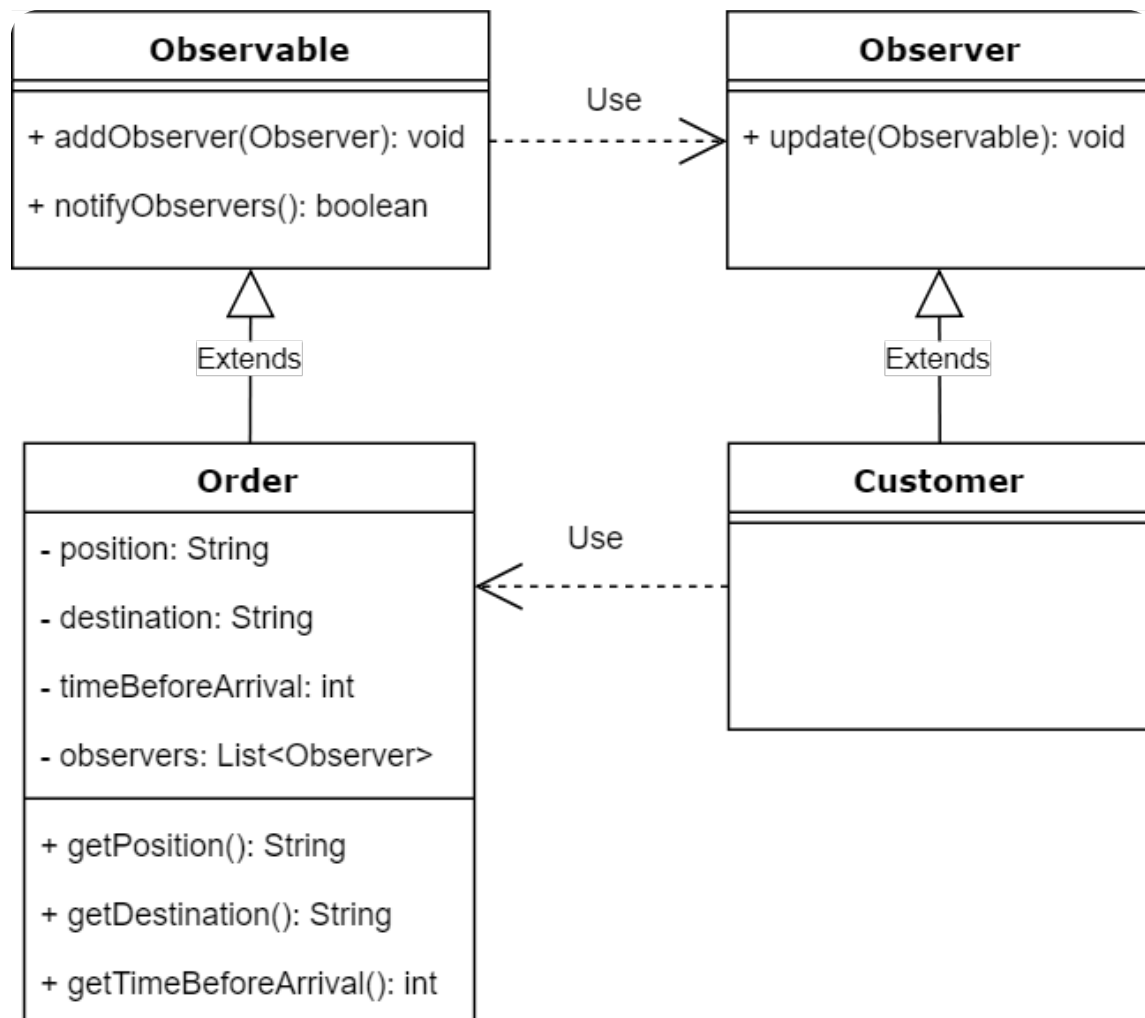 Observable
+ addObserver(Observer): void
+ notifyObservers(): boolean
Use
Observer
+ update(Observable): void
Extends
Extends
Order
- position: String
- destination: String
- timeBeforeArrival: int
- observers: List<Observer>
+ getPosition(): String
+ getDestination(): String
+ getTimeBeforeArrival(): int
Use
Customer